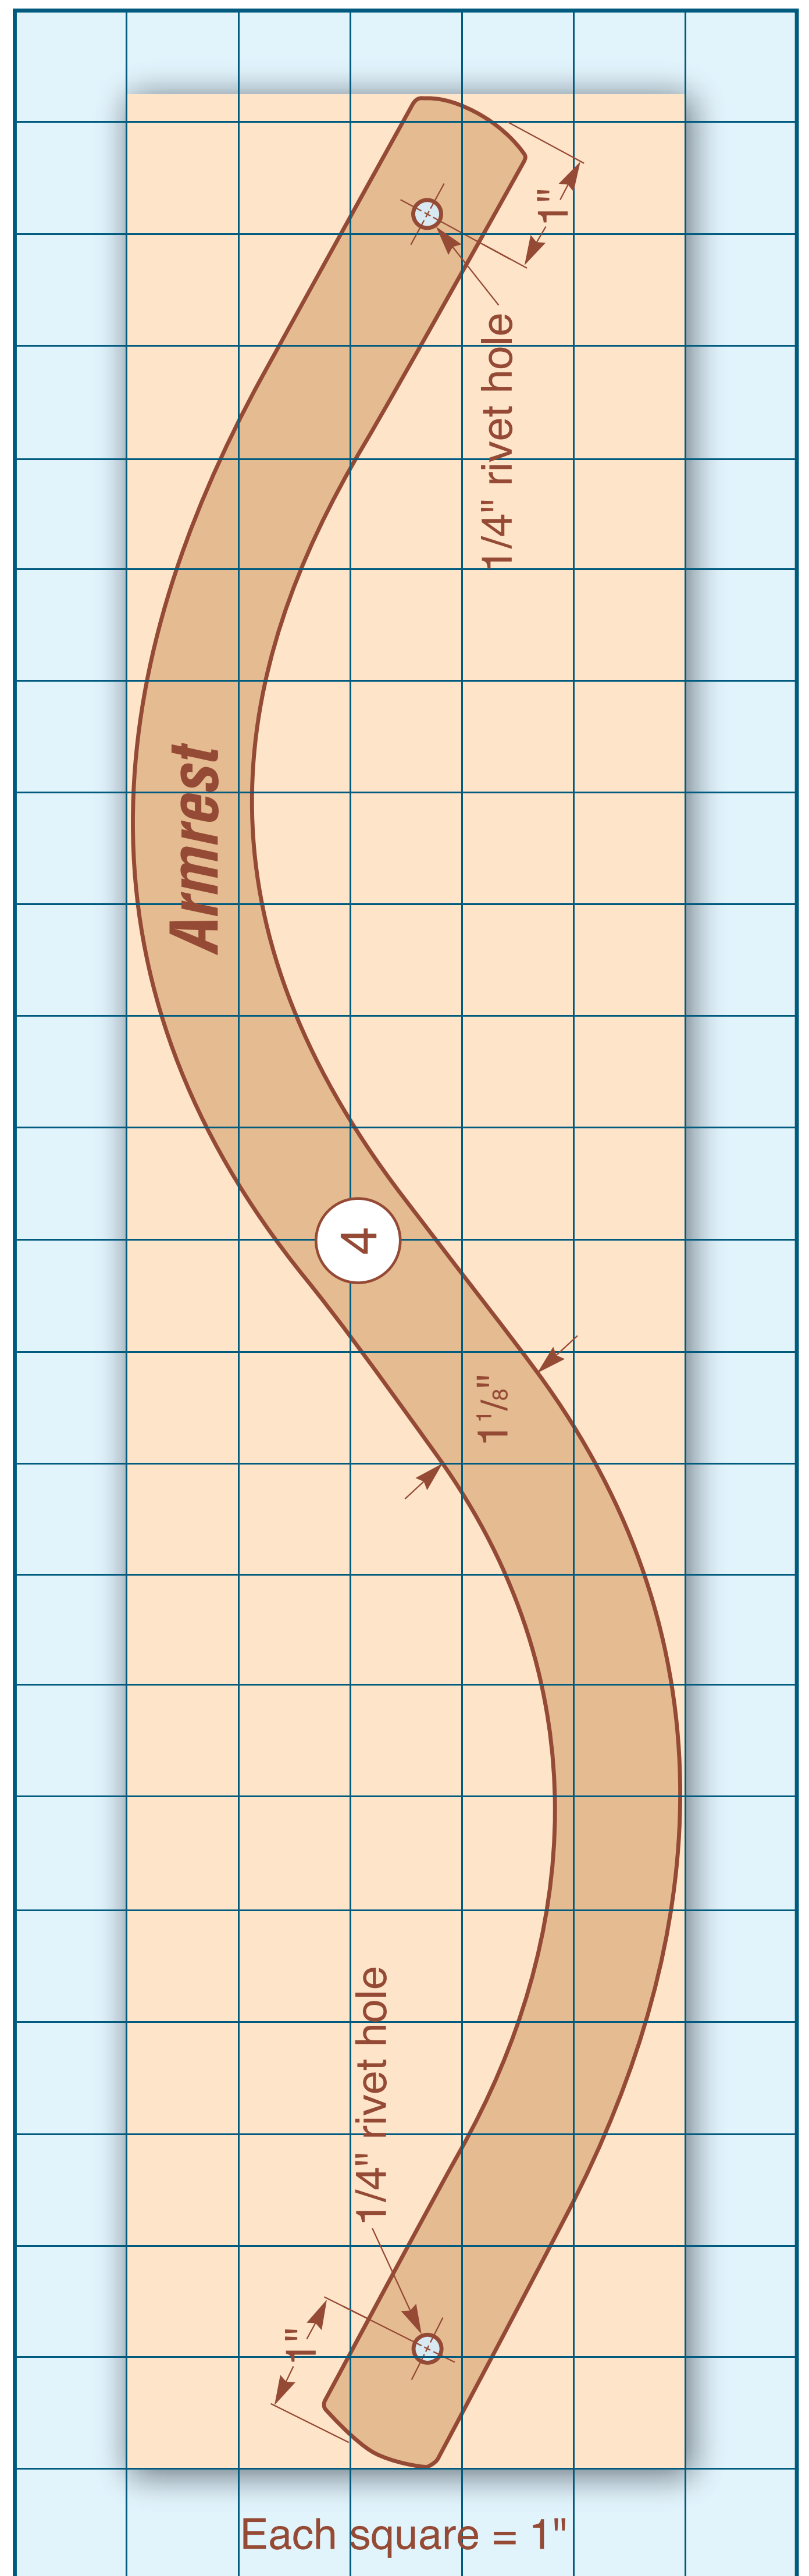 1"
1/4" rivet hole
Armrest
4
1 1/8"
1/4" rivet hole
1"
Each square = 1"